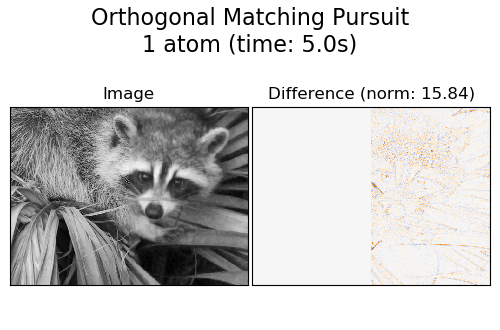 Orthogonal Matching Pursuit
1 atom (time: 5.0s)
Image
Difference (norm: 15.84)